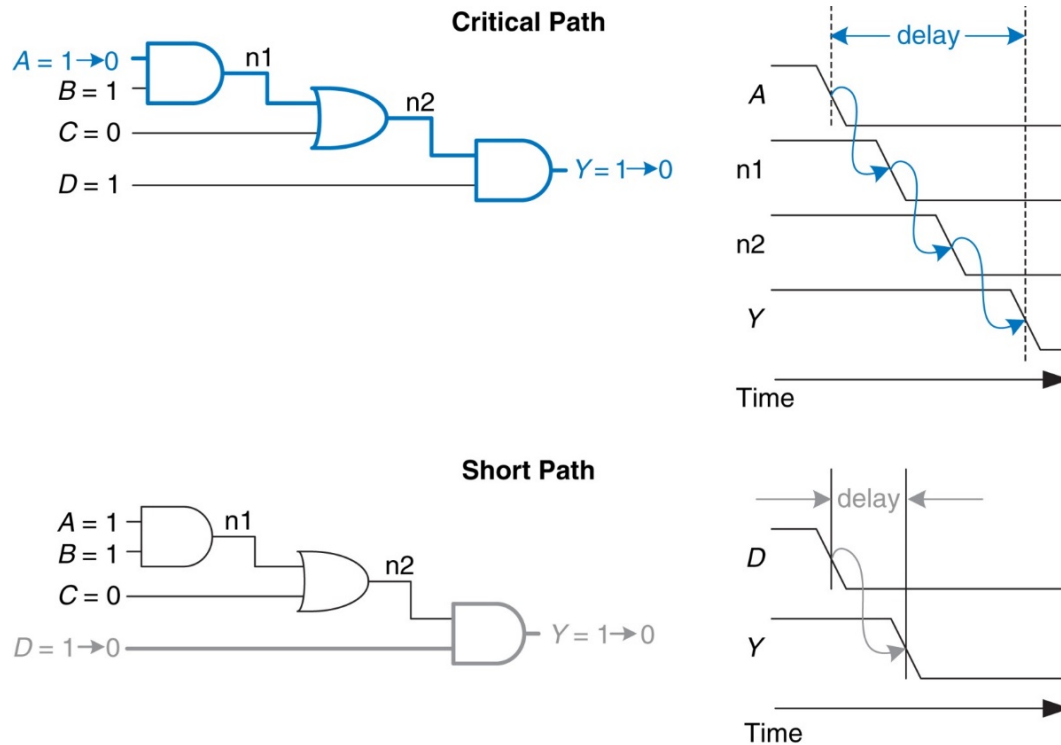 Critical Path
A = 1→0
B = 1
C = 0
D = 1
n1
n2
Y = 1→0
delay
A
n1
n2
Y
Time
Short Path
A = 1
B = 1
C = 0
D = 1→0
n1
n2
Y = 1→0
delay
D
Y
Time